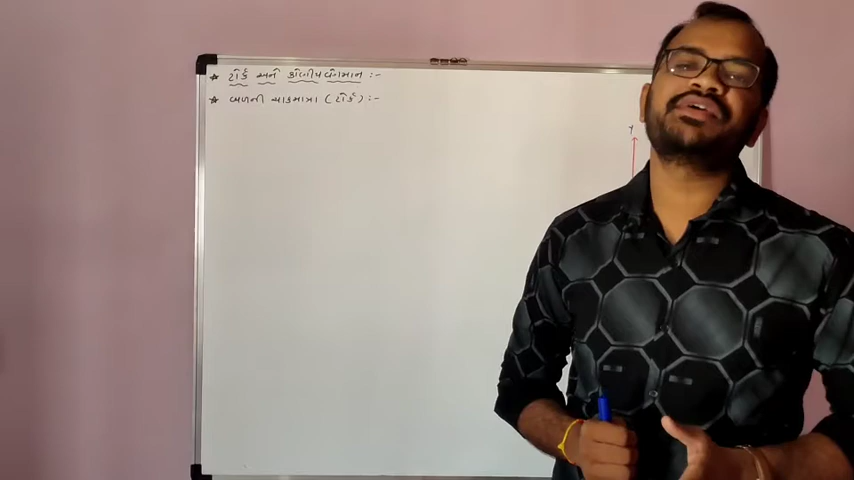 ★ ટોર્ક અને કોણીય વેગમાન :-
★ બળની ચાકમાત્રા (ટોર્ક) :-
Y